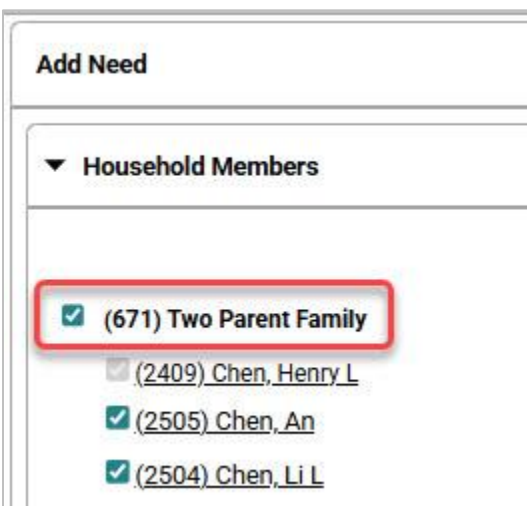 Add Need
Household Members
(671) Two Parent Family
(2409) Chen, Henry L
(2505) Chen, An
(2504) Chen, Li L